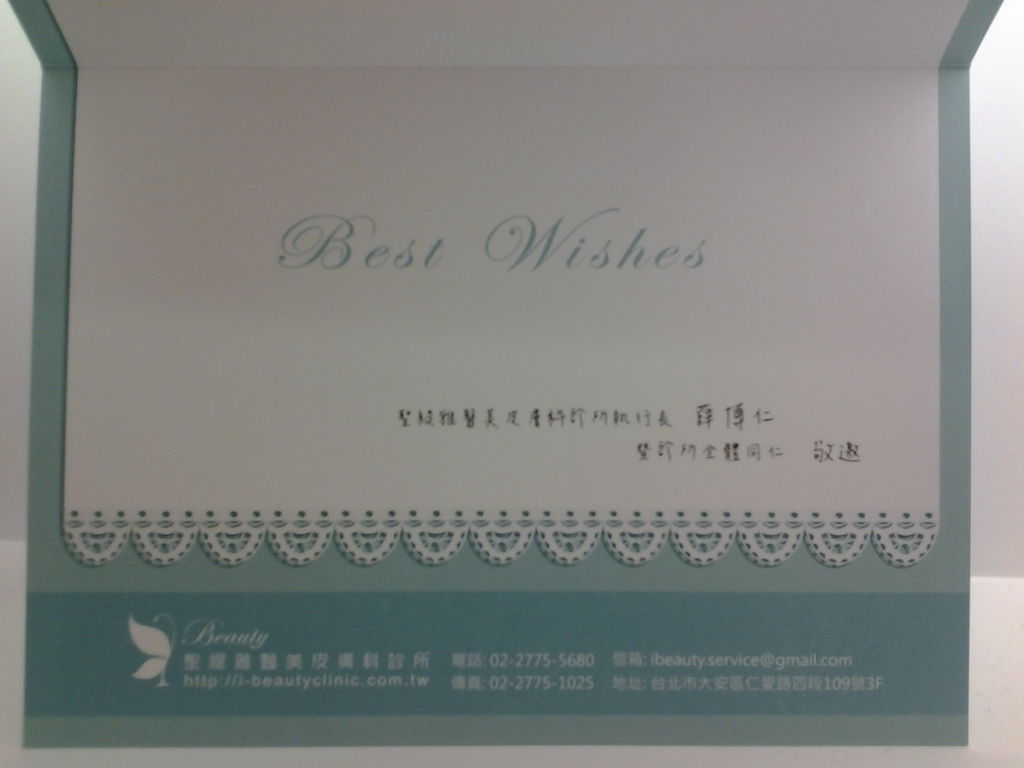 Best Wishes
聖緹雅醫美皮膚科診所執行長 薛博仁
暨診所全體同仁 敬邀
Beauty
聖緹雅醫美皮膚科診所
http://i-beautyclinic.com.tw
電話: 02-2775-5680 信箱: ibeauty.service@gmail.com
傳真: 02-2775-1025 地址: 台北市大安區仁愛路四段109號3F